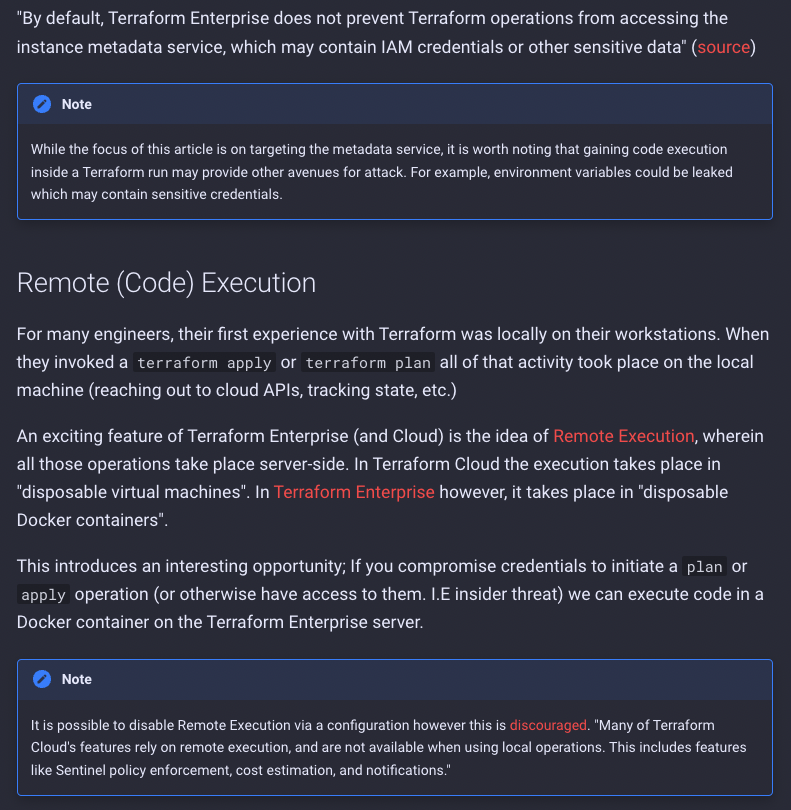 "By default, Terraform Enterprise does not prevent Terraform operations from accessing the
instance metadata service, which may contain IAM credentials or other sensitive data" (source)
Note
While the focus of this article is on targeting the metadata service, it is worth noting that gaining code execution
inside a Terraform run may provide other avenues for attack. For example, environment variables could be leaked
which may contain sensitive credentials.
Remote (Code) Execution
For many engineers, their first experience with Terraform was locally on their workstations. When
they invoked a terraform apply or terraform plan all of that activity took place on the local
machine (reaching out to cloud APIs, tracking state, etc.)
An exciting feature of Terraform Enterprise (and Cloud) is the idea of Remote Execution, wherein
all those operations take place server-side. In Terraform Cloud the execution takes place in
"disposable virtual machines". In Terraform Enterprise however, it takes place in "disposable
Docker containers".
This introduces an interesting opportunity; If you compromise credentials to initiate a plan or
apply operation (or otherwise have access to them. I.E insider threat) we can execute code in a
Docker container on the Terraform Enterprise server.
Note
It is possible to disable Remote Execution via a configuration however this is discouraged. "Many of Terraform
Cloud's features rely on remote execution, and are not available when using local operations. This includes features
like Sentinel policy enforcement, cost estimation, and notifications."